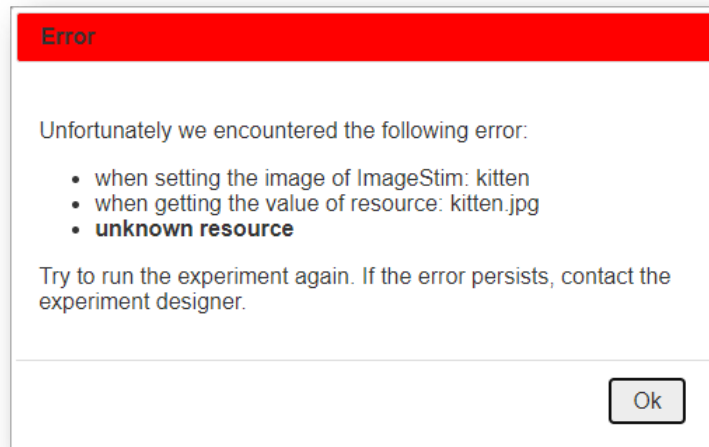 Error
Unfortunately we encountered the following error:
• when setting the image of ImageStim: kitten
• when getting the value of resource: kitten.jpg
• unknown resource
Try to run the experiment again. If the error persists, contact the
experiment designer.
Ok